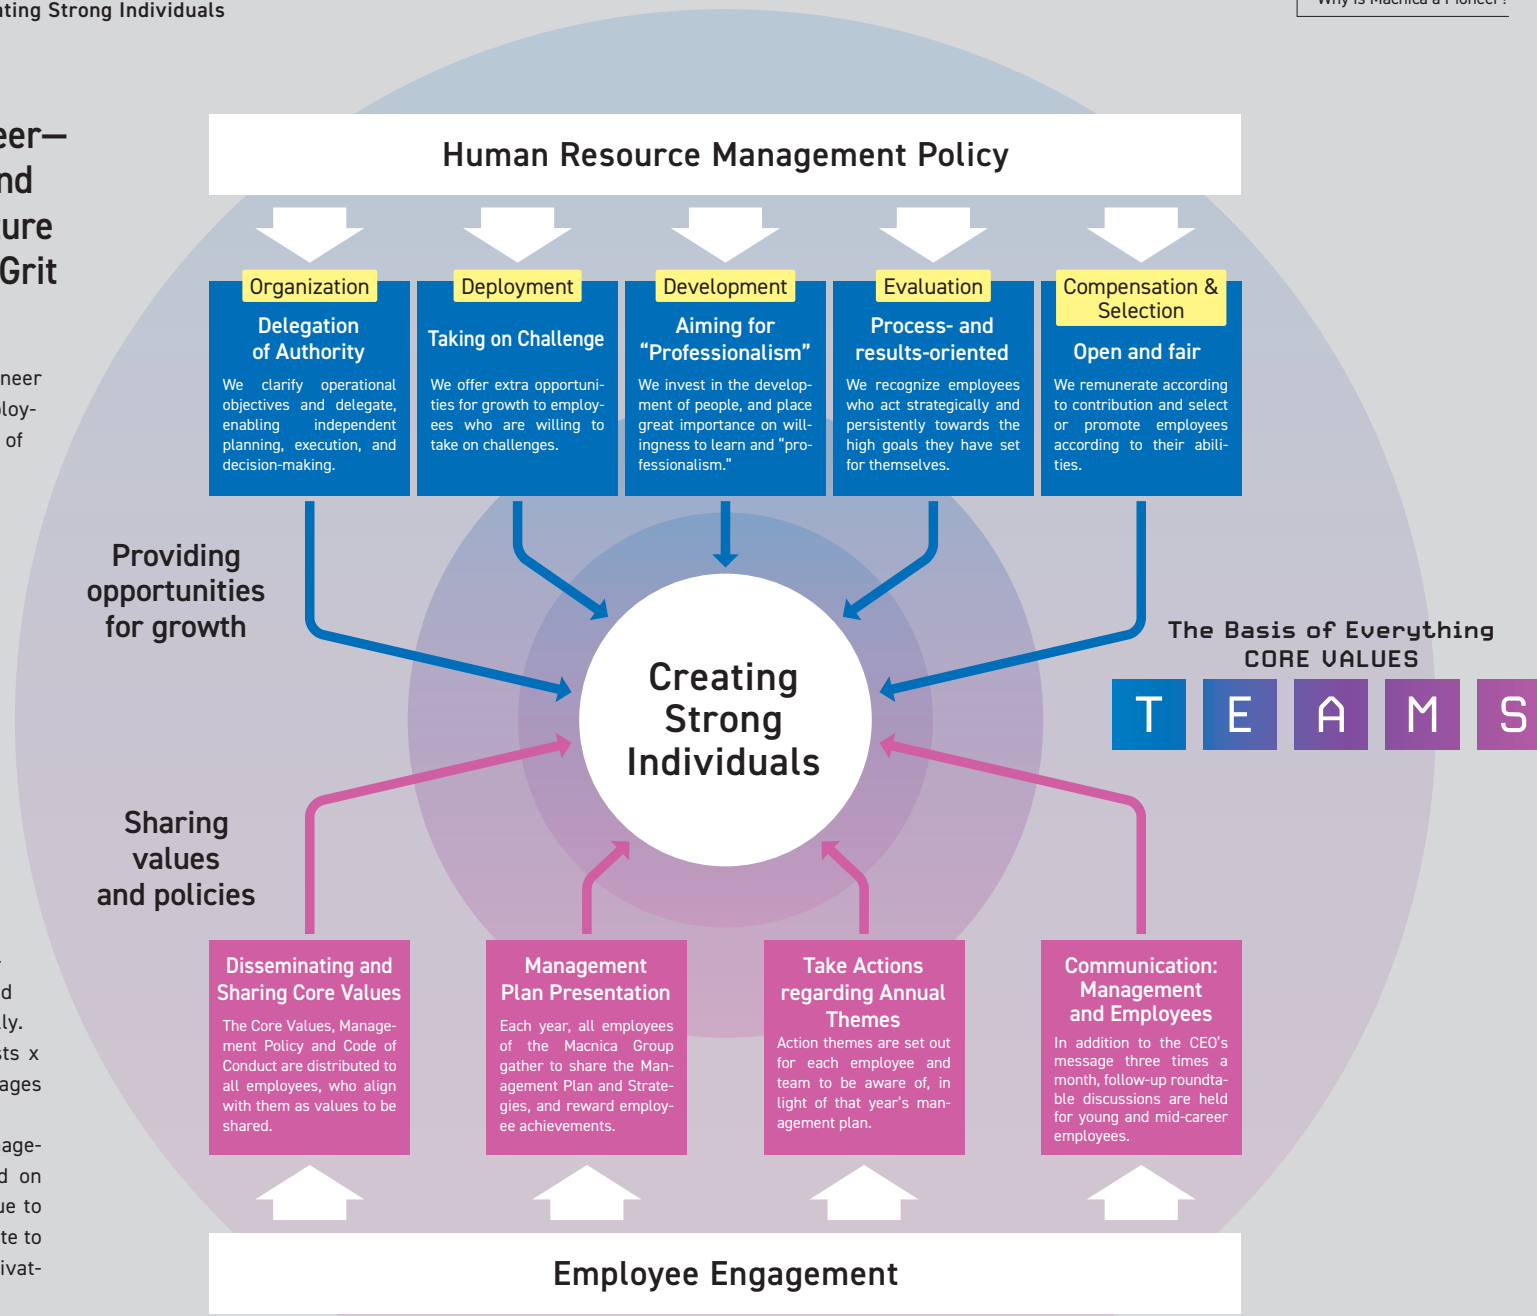 ating Strong Individuals
Why is Macnica a Pioneer?
eer—
nd
ture
Grit
neer
ploy-
of
d
lly.
sts x
ages
nage-
d on
ue to
te to
ivat-
Human Resource Management Policy
Organization
Delegation
of Authority
We clarify operational
objectives and delegate,
enabling independent
planning, execution, and
decision-making.
Deployment
Taking on Challenge
We offer extra opportuni-
ties for growth to employ-
ees who are willing to
take on challenges.
Development
Aiming for
“Professionalism”
We invest in the develop-
ment of people, and place
great importance on will-
ingness to learn and “pro-
fessionalism.”
Evaluation
Process- and
results-oriented
We recognize employees
who act strategically and
persistently towards the
high goals they have set
for themselves.
Compensation &
Selection
Open and fair
We remunerate according
to contribution and select
or promote employees
according to their abili-
ties.
Providing
opportunities
for growth
Creating
Strong
Individuals
The Basis of Everything
CORE VALUES
T E A M S
Sharing
values
and policies
Disseminating and
Sharing Core Values
The Core Values, Manage-
ment Policy and Code of
Conduct are distributed to
all employees, who align
with them as values to be
shared.
Management
Plan Presentation
Each year, all employees
of the Macnica Group
gather to share the Man-
agement Plan and Strate-
gies, and reward employ-
ee achievements.
Take Actions
regarding Annual
Themes
Action themes are set out
for each employee and
team to be aware of, in
light of that year’s man-
agement plan.
Communication:
Management
and Employees
In addition to the CEO’s
message three times a
month, follow-up roundta-
ble discussions are held
for young and mid-career
employees.
Employee Engagement